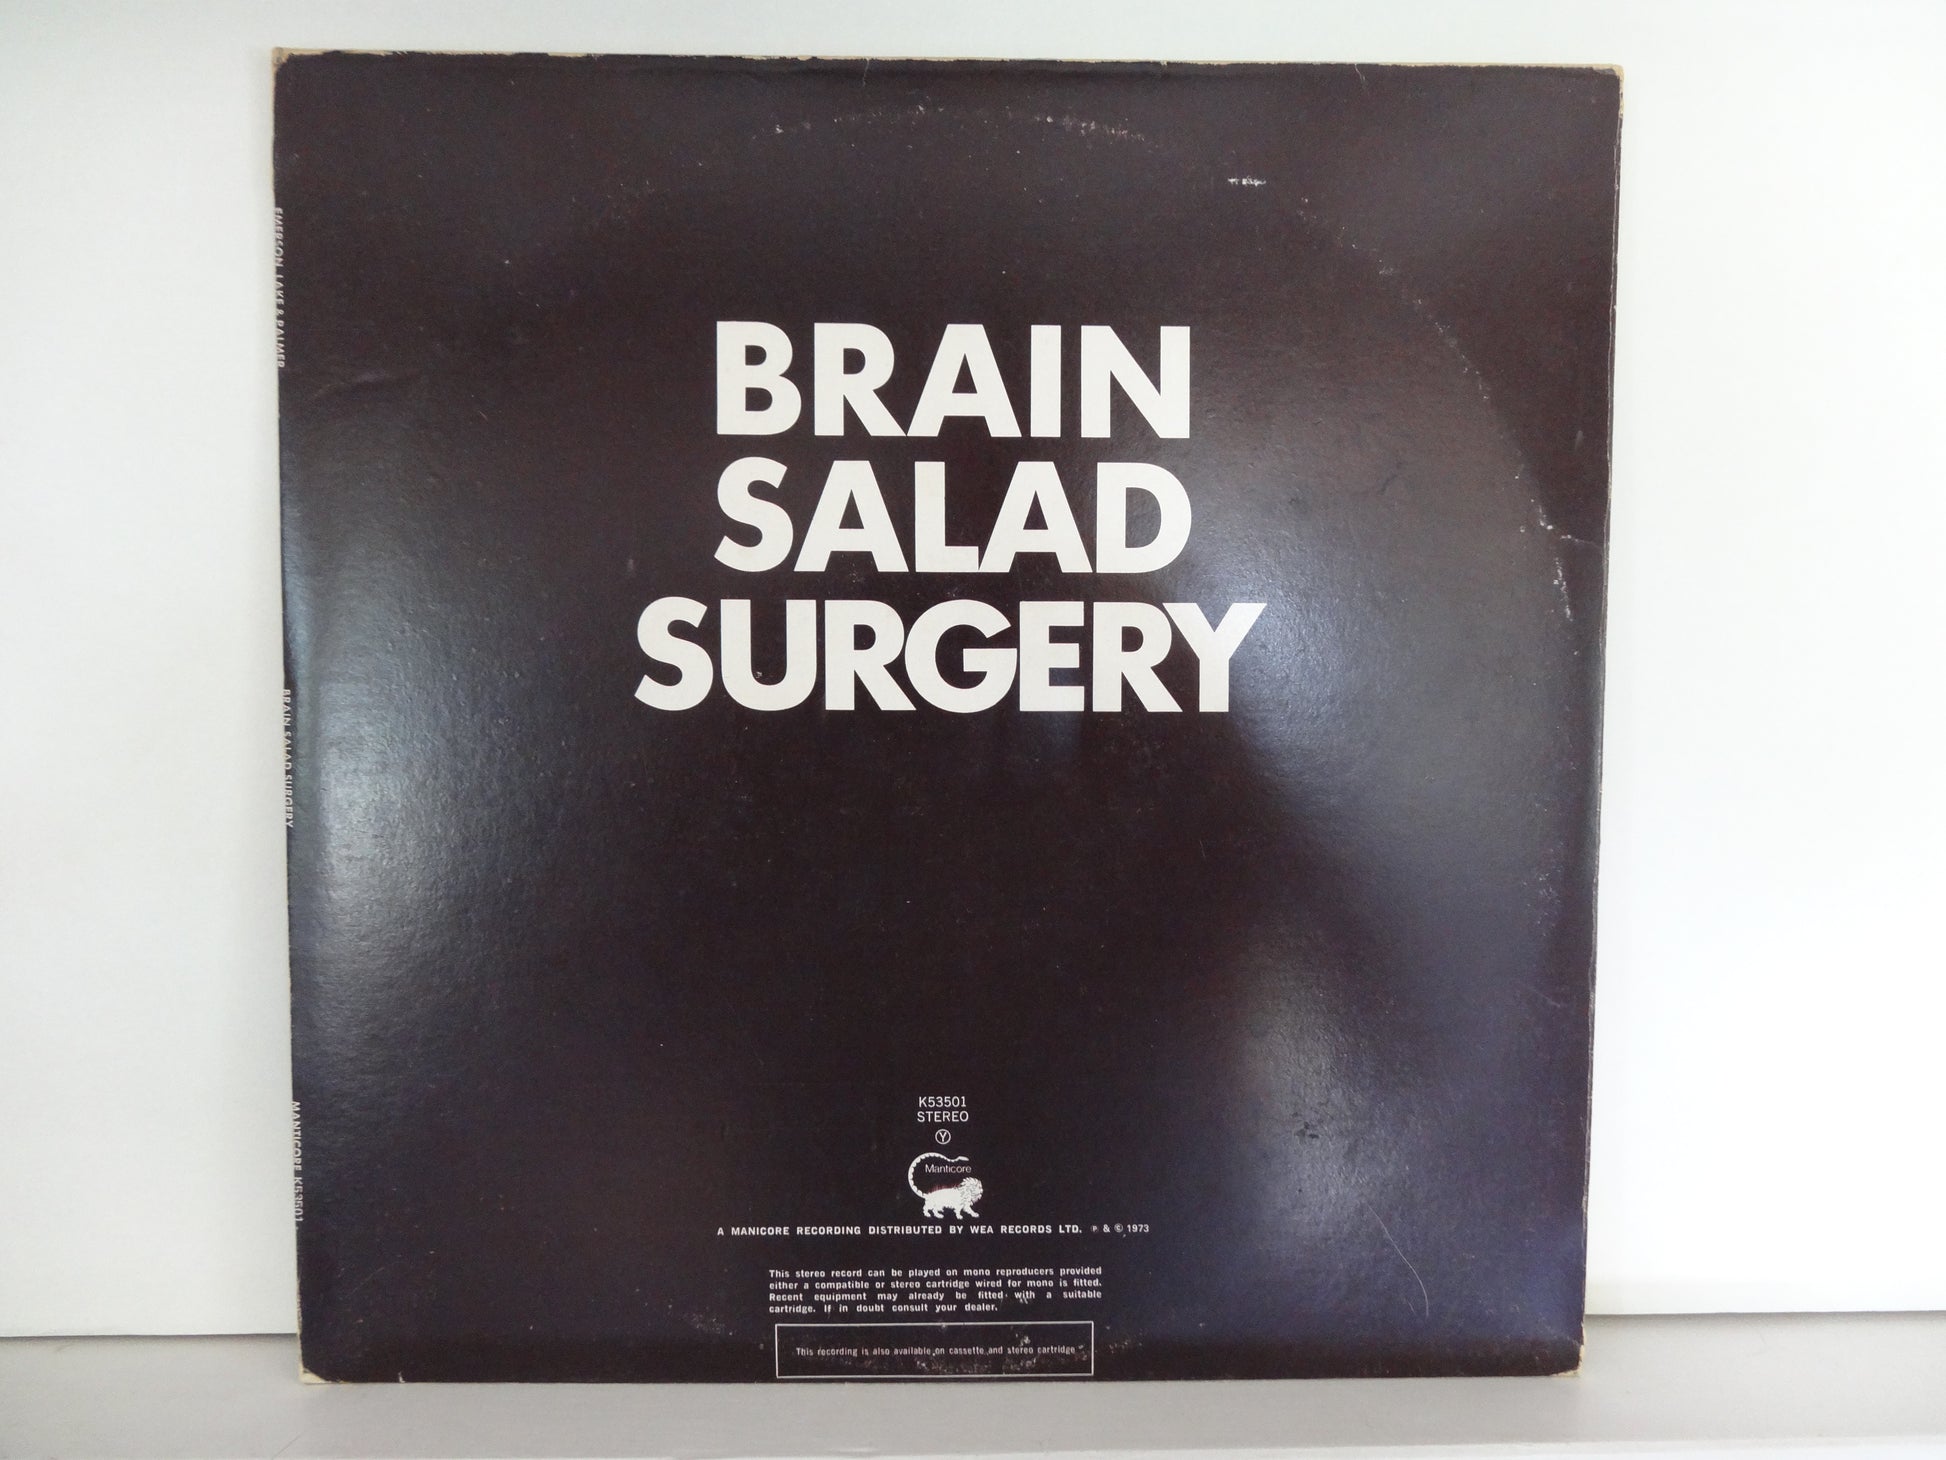 BRAIN
SALAD
SURGERY
EMERSON LAKE & PALMER
BRAIN SALAD SURGERY
MANTICORE K53501
K53501
STEREO
Y
Manticore
A MANICORE RECORDING DISTRIBUTED BY WEA RECORDS LTD. ℗ & © 1973
This stereo record can be played on mono reproducers provided
either a compatible or stereo cartridge wired for mono is fitted.
Recent equipment may already be fitted with a suitable
cartridge. If in doubt consult your dealer.
This recording is also available on cassette and stereo cartridge